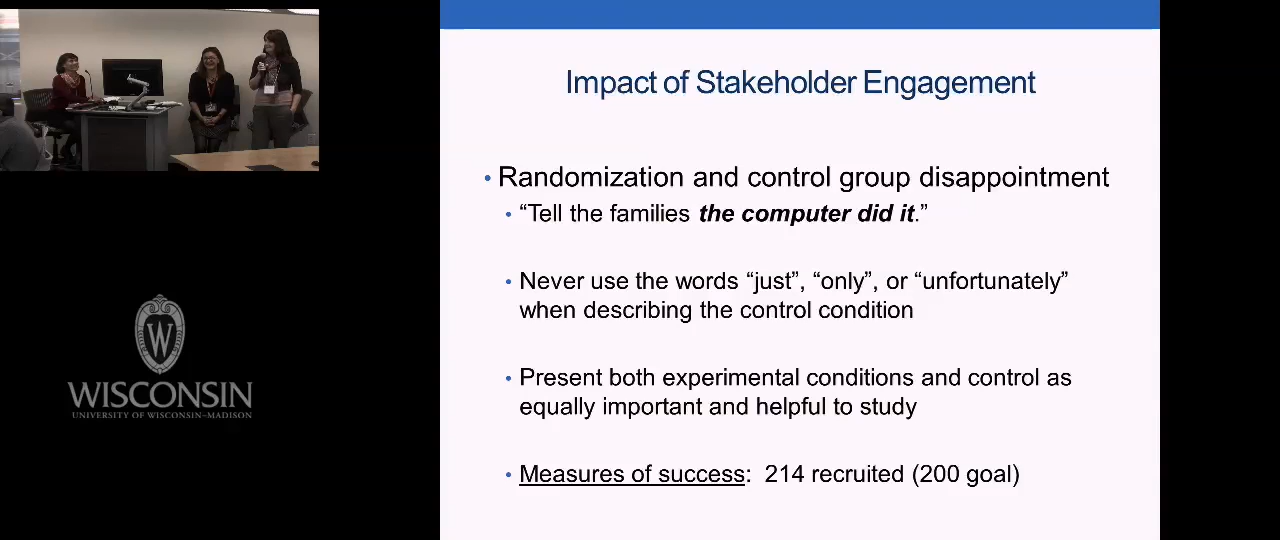 Impact of Stakeholder Engagement
• Randomization and control group disappointment
• “Tell the families the computer did it.”
• Never use the words “just”, “only”, or “unfortunately”
when describing the control condition
• Present both experimental conditions and control as
equally important and helpful to study
• Measures of success: 214 recruited (200 goal)
W
WISCONSIN
UNIVERSITY OF WISCONSIN–MADISON